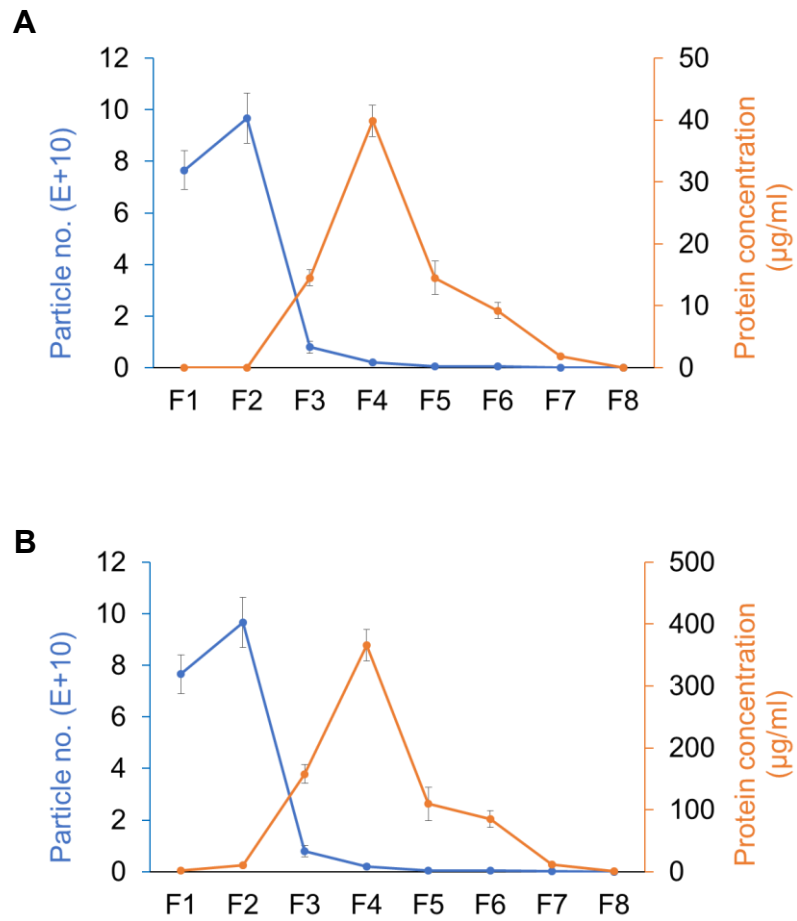 A
12
10
8
6
4
2
0
Particle no. (E+10)
50
40
30
20
10
0
Protein concentration
(µg/ml)
F1 F2 F3 F4 F5 F6 F7 F8
B
12
10
8
6
4
2
0
Particle no. (E+10)
500
400
300
200
100
0
Protein concentration
(µg/ml)
F1 F2 F3 F4 F5 F6 F7 F8